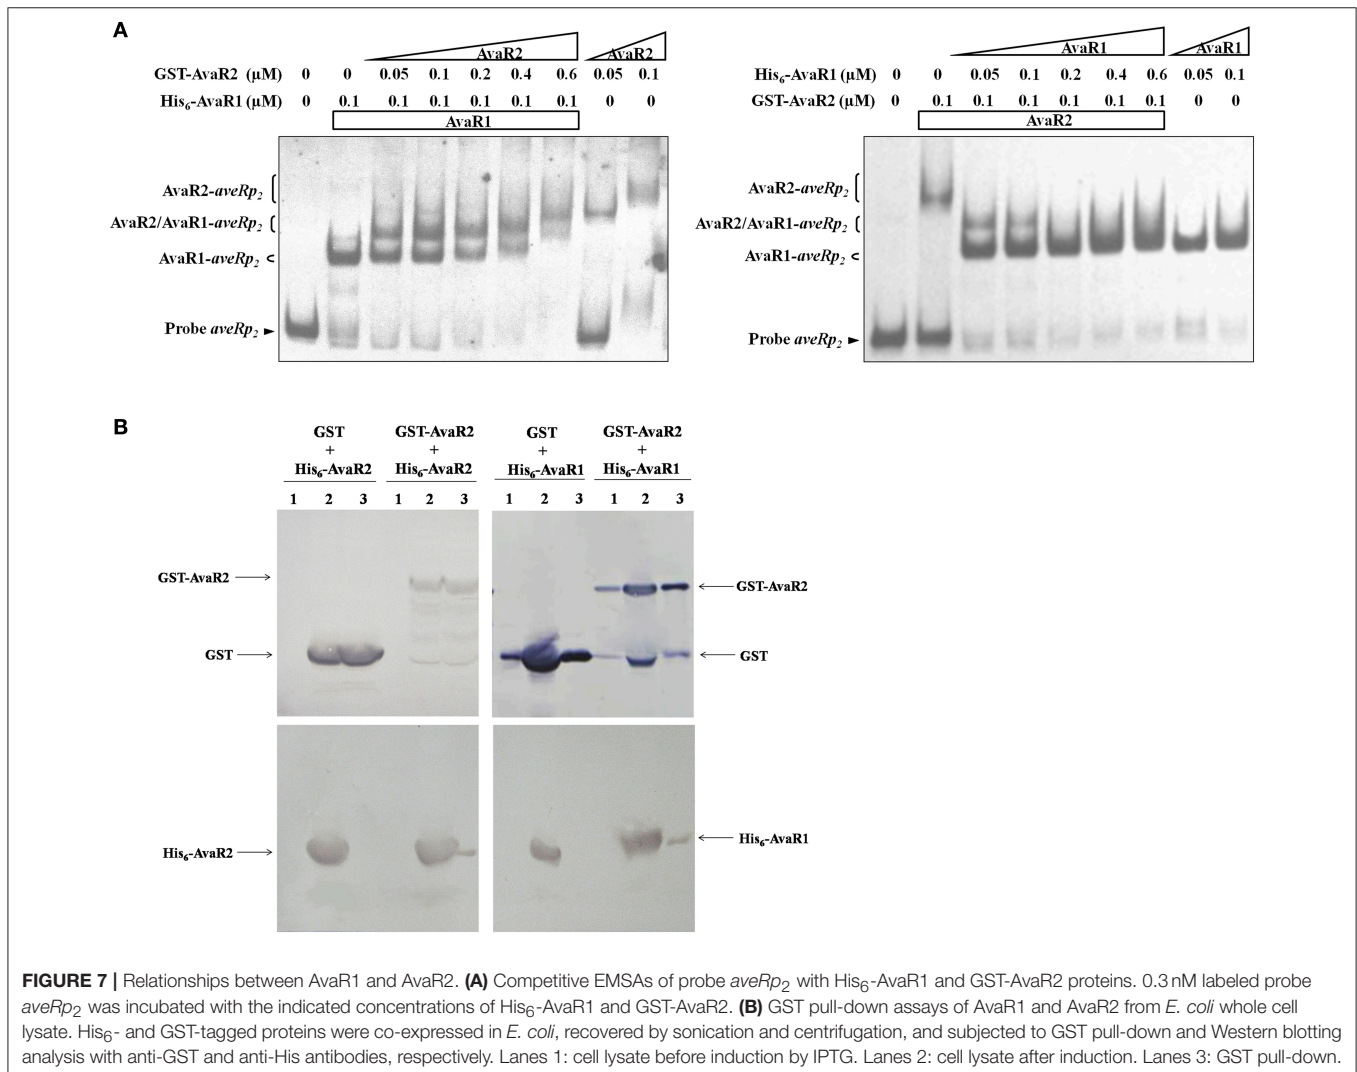 A
AvaR2 AvaR2
GST-AvaR2 (µM) 0 0 0.05 0.1 0.2 0.4 0.6 0.05 0.1
His6-AvaR1 (µM) 0 0.1 0.1 0.1 0.1 0.1 0.1 0 0
AvaR1
AvaR2-aveRp2
AvaR2/AvaR1-aveRp2
AvaR1-aveRp2
Probe aveRp2
AvaR1 AvaR1
His6-AvaR1 (µM) 0 0 0.05 0.1 0.2 0.4 0.6 0.05 0.1
GST-AvaR2 (µM) 0 0.1 0.1 0.1 0.1 0.1 0.1 0 0
AvaR2
AvaR2-aveRp2
AvaR2/AvaR1-aveRp2
AvaR1-aveRp2
Probe aveRp2
B
GST GST-AvaR2 GST GST-AvaR2
+ + + +
His6-AvaR2 His6-AvaR2 His6-AvaR1 His6-AvaR1
1 2 3 1 2 3 1 2 3 1 2 3
GST-AvaR2 GST-AvaR2
GST GST
His6-AvaR2 His6-AvaR1
FIGURE 7 | Relationships between AvaR1 and AvaR2. (A) Competitive EMSAs of probe aveRp2 with His6-AvaR1 and GST-AvaR2 proteins. 0.3 nM labeled probe
aveRp2 was incubated with the indicated concentrations of His6-AvaR1 and GST-AvaR2. (B) GST pull-down assays of AvaR1 and AvaR2 from E. coli whole cell
lysate. His6- and GST-tagged proteins were co-expressed in E. coli, recovered by sonication and centrifugation, and subjected to GST pull-down and Western blotting
analysis with anti-GST and anti-His antibodies, respectively. Lanes 1: cell lysate before induction by IPTG. Lanes 2: cell lysate after induction. Lanes 3: GST pull-down.